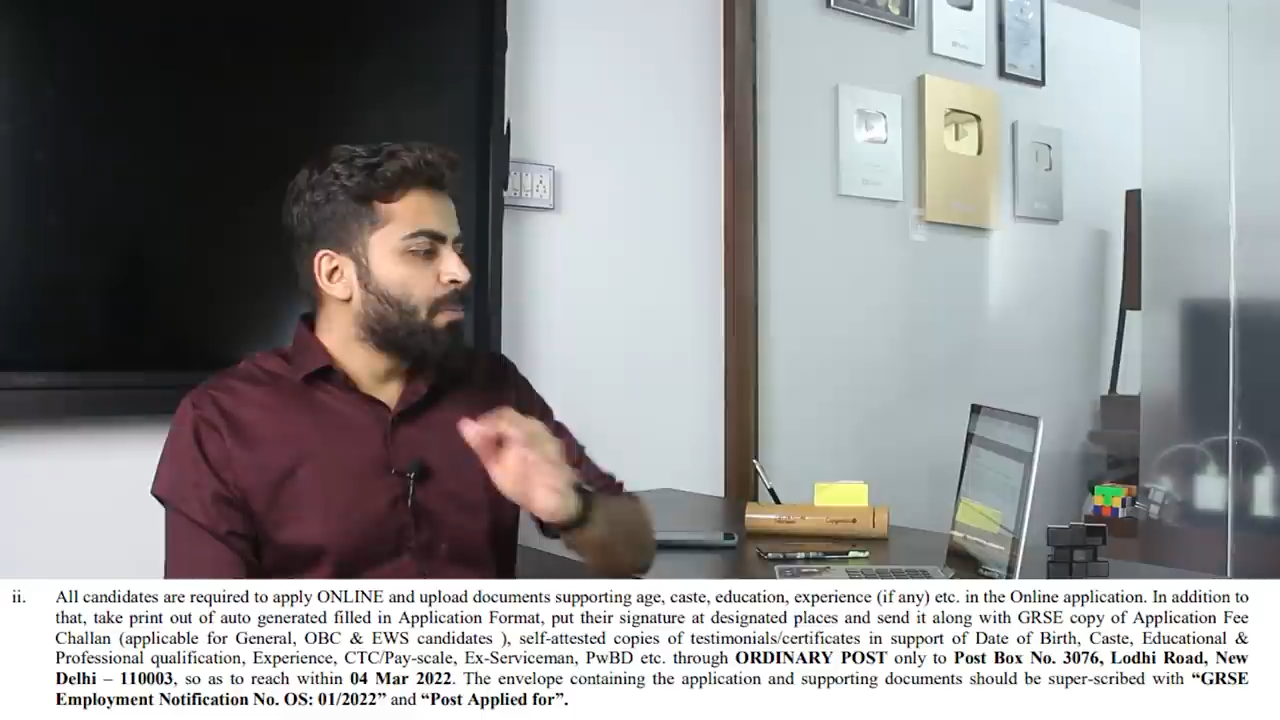 ii. All candidates are required to apply ONLINE and upload documents supporting age, caste, education, experience (if any) etc. in the Online application. In addition to
that, take print out of auto generated filled in Application Format, put their signature at designated places and send it along with GRSE copy of Application Fee
Challan (applicable for General, OBC & EWS candidates ), self-attested copies of testimonials/certificates in support of Date of Birth, Caste, Educational &
Professional qualification, Experience, CTC/Pay-scale, Ex-Serviceman, PwBD etc. through ORDINARY POST only to Post Box No. 3076, Lodhi Road, New
Delhi – 110003, so as to reach within 04 Mar 2022. The envelope containing the application and supporting documents should be super-scribed with “GRSE
Employment Notification No. OS: 01/2022” and “Post Applied for”.